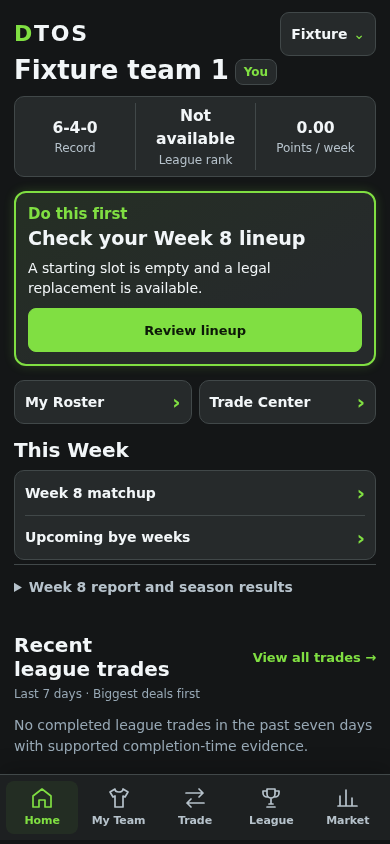 DTOS
Fixture
Fixture team 1 You
6-4-0
Record
Not
available
League rank
0.00
Points / week
Do this first
Check your Week 8 lineup
A starting slot is empty and a legal
replacement is available.
Review lineup
My Roster
Trade Center
This Week
Week 8 matchup
Upcoming bye weeks
Week 8 report and season results
Recent
league trades
View all trades →
Last 7 days · Biggest deals first
No completed league trades in the past seven days
with supported completion-time evidence.
Home
My Team
Trade
League
Market